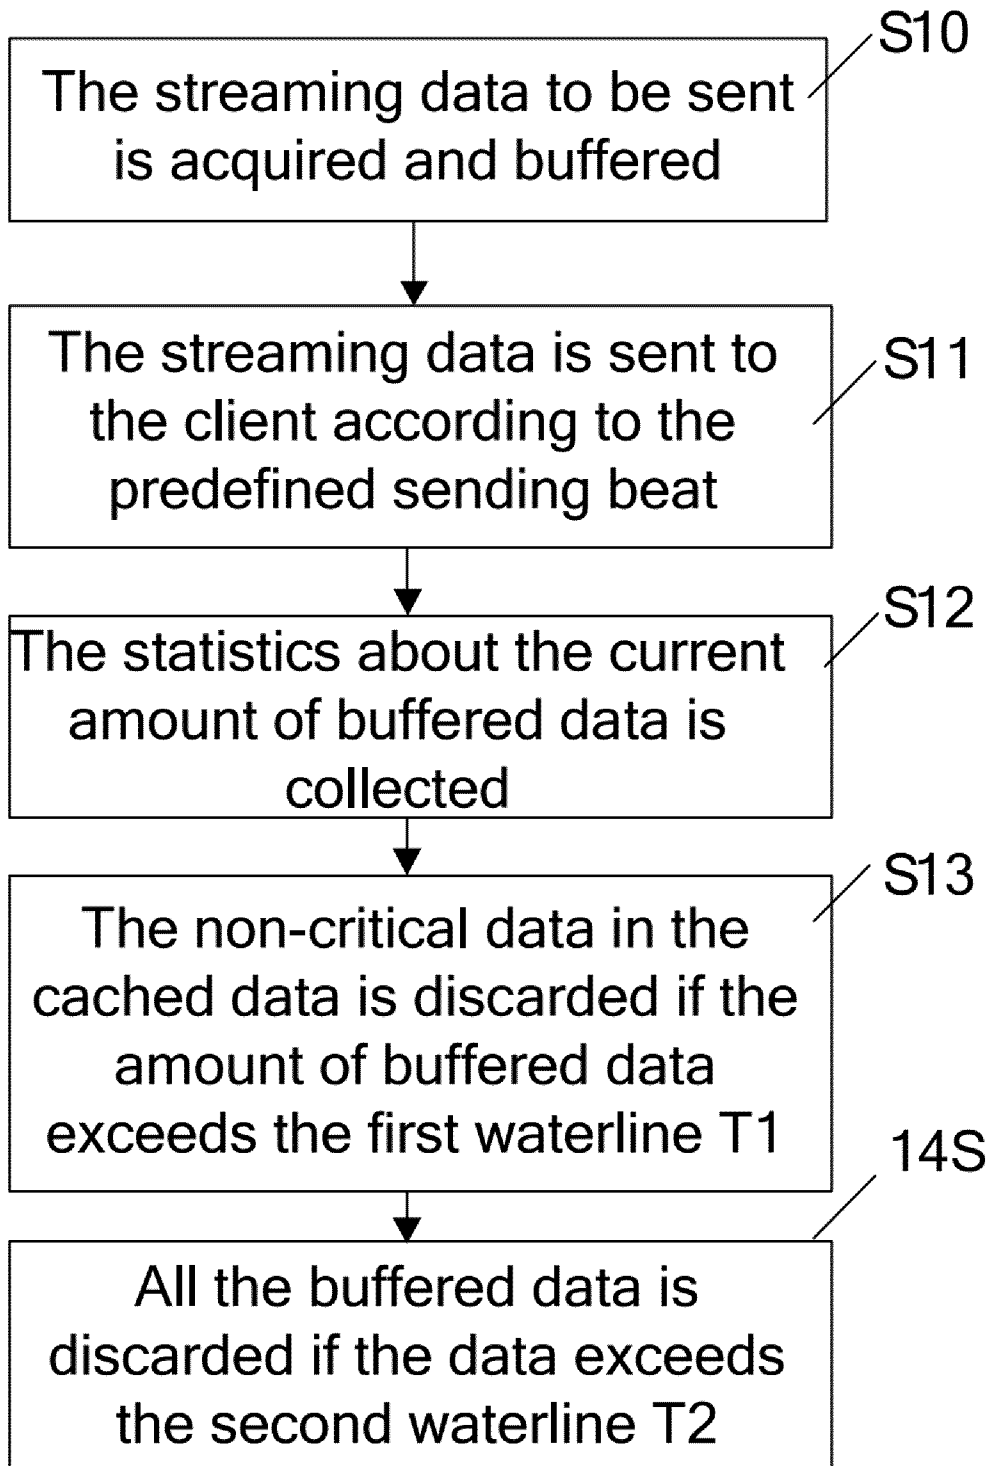 S10
The streaming data to be sent
is acquired and buffered
S11
The streaming data is sent to
the client according to the
predefined sending beat
S12
The statistics about the current
amount of buffered data is
collected
S13
The non-critical data in the
cached data is discarded if the
amount of buffered data
exceeds the first waterline T1
14S
All the buffered data is
discarded if the data exceeds
the second waterline T2